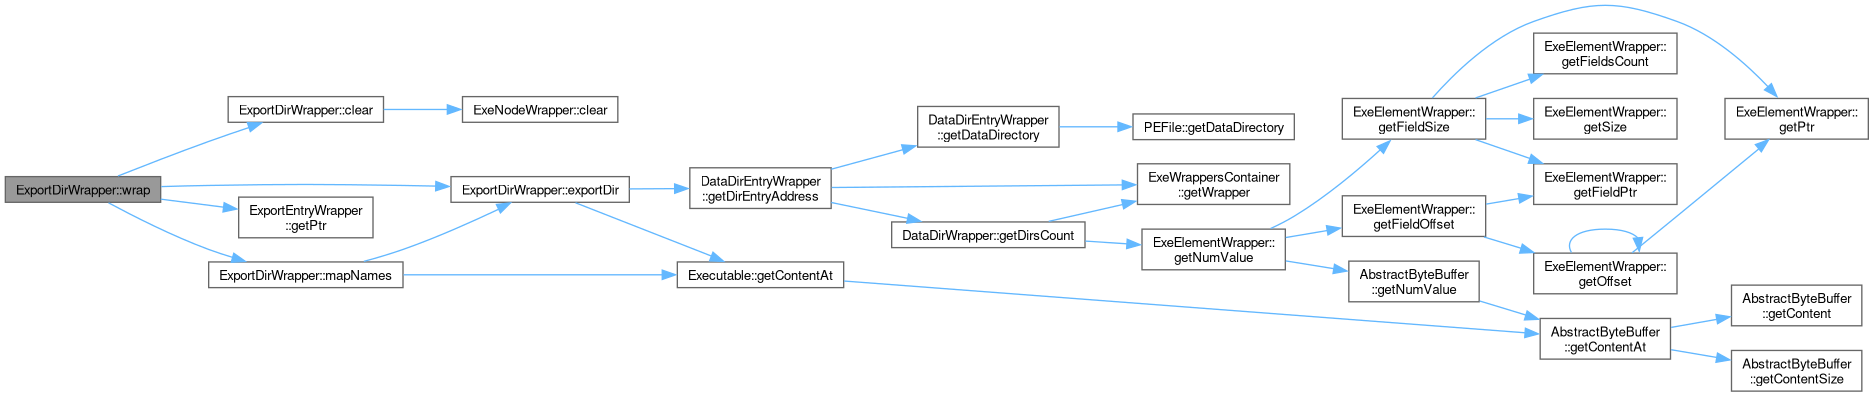 ExportDirWrapper::wrap
ExportDirWrapper::clear
ExeNodeWrapper::clear
ExportDirWrapper::exportDir
ExportEntryWrapper
::getPtr
ExportDirWrapper::mapNames
Executable::getContentAt
DataDirEntryWrapper
::getDirEntryAddress
DataDirEntryWrapper
::getDataDirectory
PEFile::getDataDirectory
ExeWrappersContainer
::getWrapper
DataDirWrapper::getDirsCount
ExeElementWrapper::
getNumValue
ExeElementWrapper::
getFieldSize
ExeElementWrapper::
getFieldOffset
AbstractByteBuffer
::getNumValue
ExeElementWrapper::
getFieldsCount
ExeElementWrapper::
getSize
ExeElementWrapper::
getFieldPtr
ExeElementWrapper::
getOffset
AbstractByteBuffer
::getContentAt
ExeElementWrapper::
getPtr
AbstractByteBuffer
::getContent
AbstractByteBuffer
::getContentSize